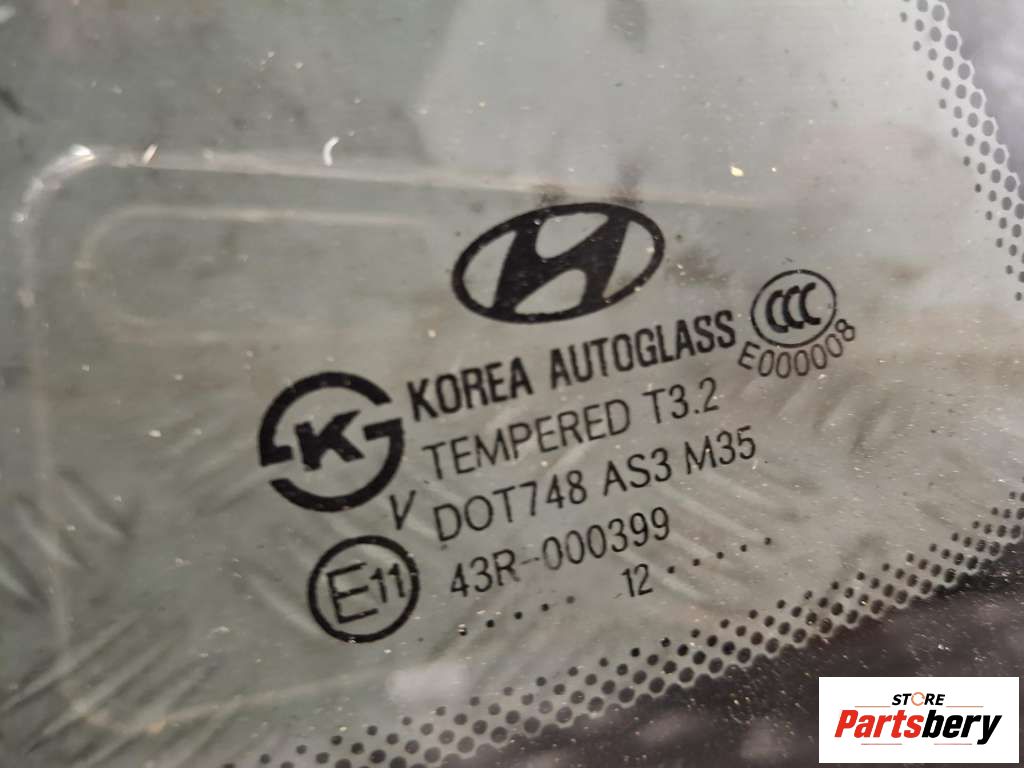 KOREA AUTOGLASS
CCC
E000008
K
TEMPERED T3.2
V
DOT748 AS3 M35
E11
43R-000399
..... 12 .....
STORE
Partsbery